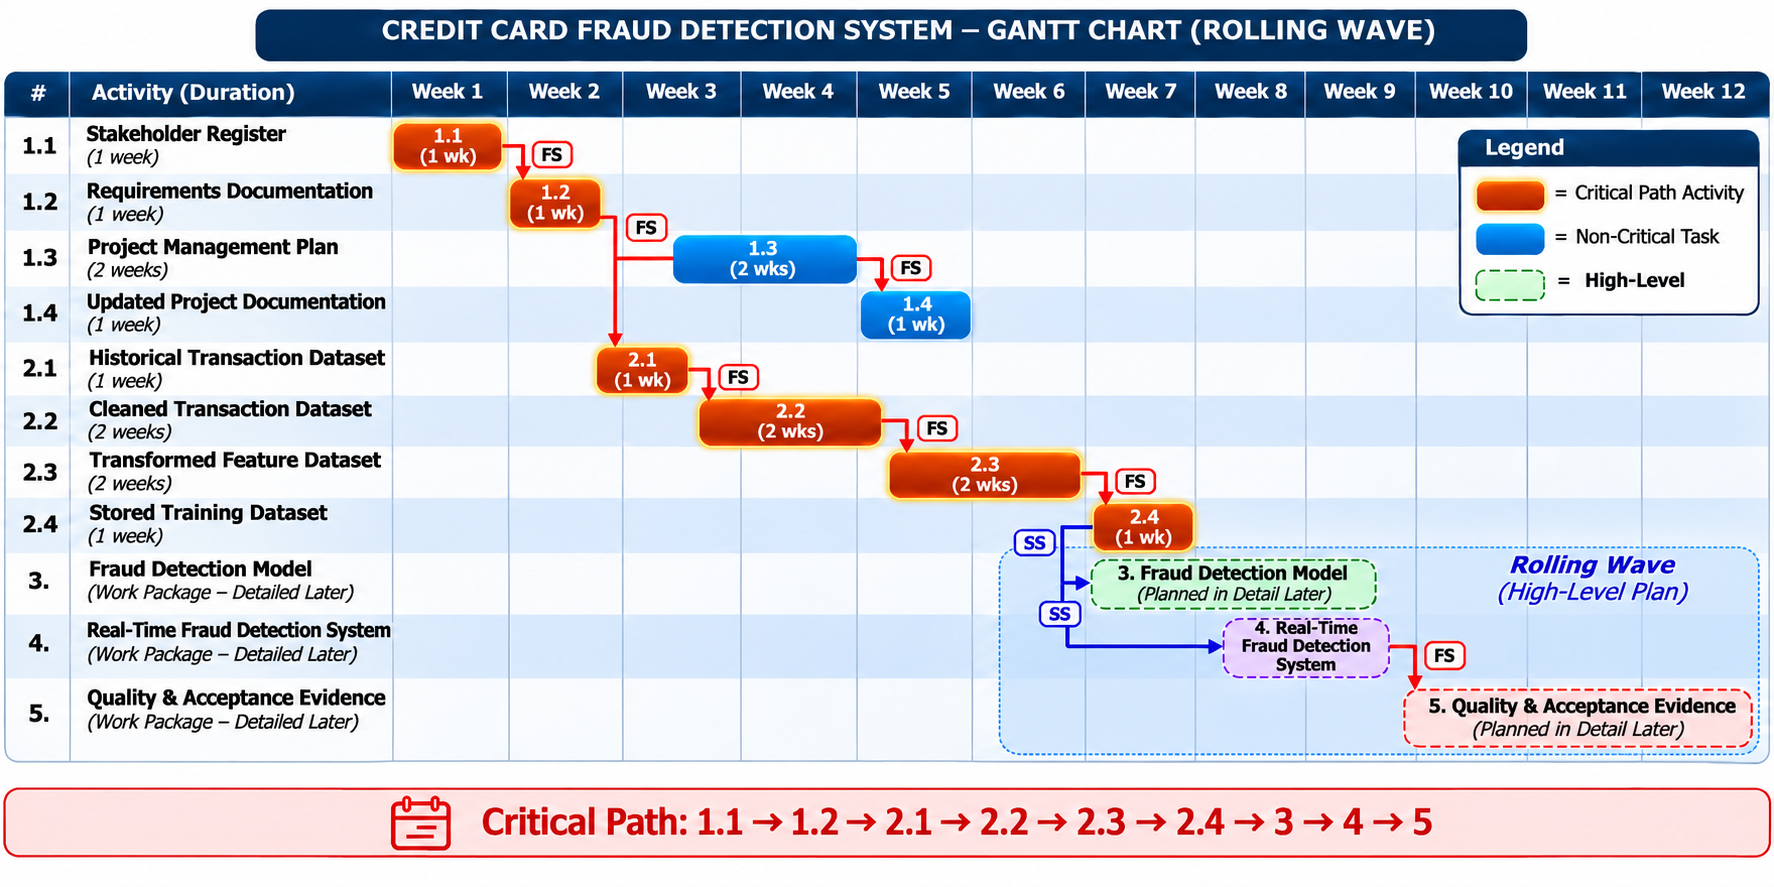 CREDIT CARD FRAUD DETECTION SYSTEM – GANTT CHART (ROLLING WAVE)
# Activity (Duration) Week 1 Week 2 Week 3 Week 4 Week 5 Week 6 Week 7 Week 8 Week 9 Week 10 Week 11 Week 12
1.1 Stakeholder Register
(1 week)
1.1
(1 wk)
FS
1.2 Requirements Documentation
(1 week)
1.2
(1 wk)
FS
1.3 Project Management Plan
(2 weeks)
1.3
(2 wks)
FS
1.4 Updated Project Documentation
(1 week)
1.4
(1 wk)
2.1 Historical Transaction Dataset
(1 week)
2.1
(1 wk)
FS
2.2 Cleaned Transaction Dataset
(2 weeks)
2.2
(2 wks)
FS
2.3 Transformed Feature Dataset
(2 weeks)
2.3
(2 wks)
FS
2.4 Stored Training Dataset
(1 week)
2.4
(1 wk)
SS
3. Fraud Detection Model
(Work Package – Detailed Later)
3. Fraud Detection Model
(Planned in Detail Later)
SS
Rolling Wave
(High-Level Plan)
4. Real-Time Fraud Detection System
(Work Package – Detailed Later)
4. Real-Time
Fraud Detection
System
FS
5. Quality & Acceptance Evidence
(Work Package – Detailed Later)
5. Quality & Acceptance Evidence
(Planned in Detail Later)
Legend
= Critical Path Activity
= Non-Critical Task
= High-Level
Critical Path: 1.1 → 1.2 → 2.1 → 2.2 → 2.3 → 2.4 → 3 → 4 → 5